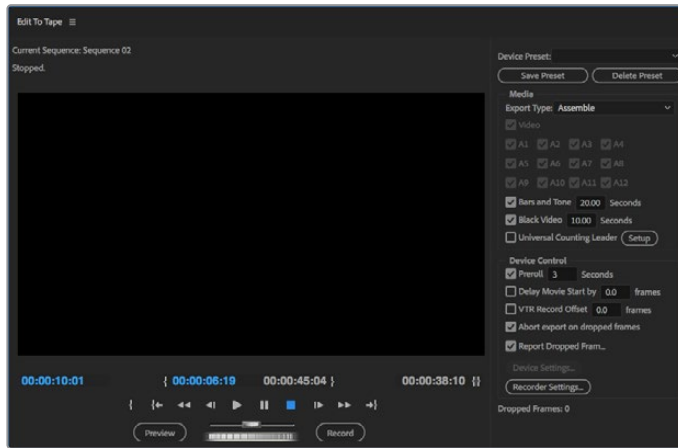 Edit To Tape
Current Sequence: Sequence 02
Stopped.
00:00:10:01
{ 00:00:06:19
00:00:45:04 }
00:00:38:10 {}
Preview
Record
Device Preset:
Save Preset
Delete Preset
Media
Export Type: Assemble
Video
A1 A2 A3 A4
A5 A6 A7 A8
A9 A10 A11 A12
Bars and Tone 20.00 Seconds
Black Video 10.00 Seconds
Universal Counting Leader Setup
Device Control
Preroll 3 Seconds
Delay Movie Start by 0.0 frames
VTR Record Offset 0.0 frames
Abort export on dropped frames
Report Dropped Fram...
Device Settings...
Recorder Settings...
Dropped Frames: 0